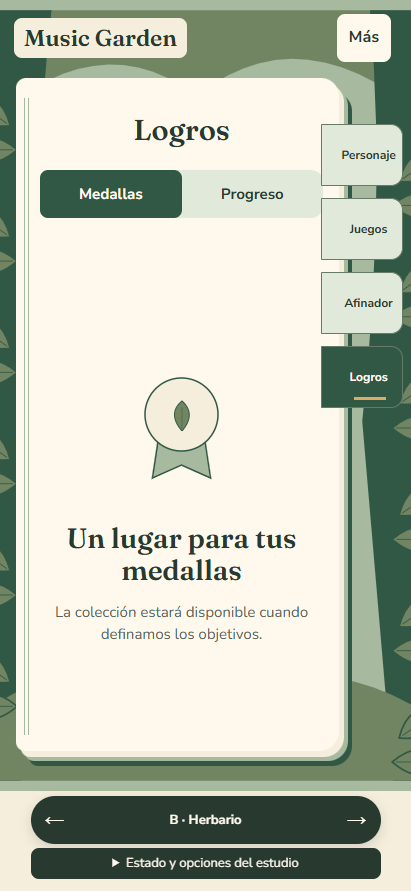 Music Garden
Más
Logros
Medallas
Progreso
Personaje
Juegos
Afinador
Logros
Un lugar para tus
medallas
La colección estará disponible cuando
definamos los objetivos.
← B · Herbario →
▶ Estado y opciones del estudio